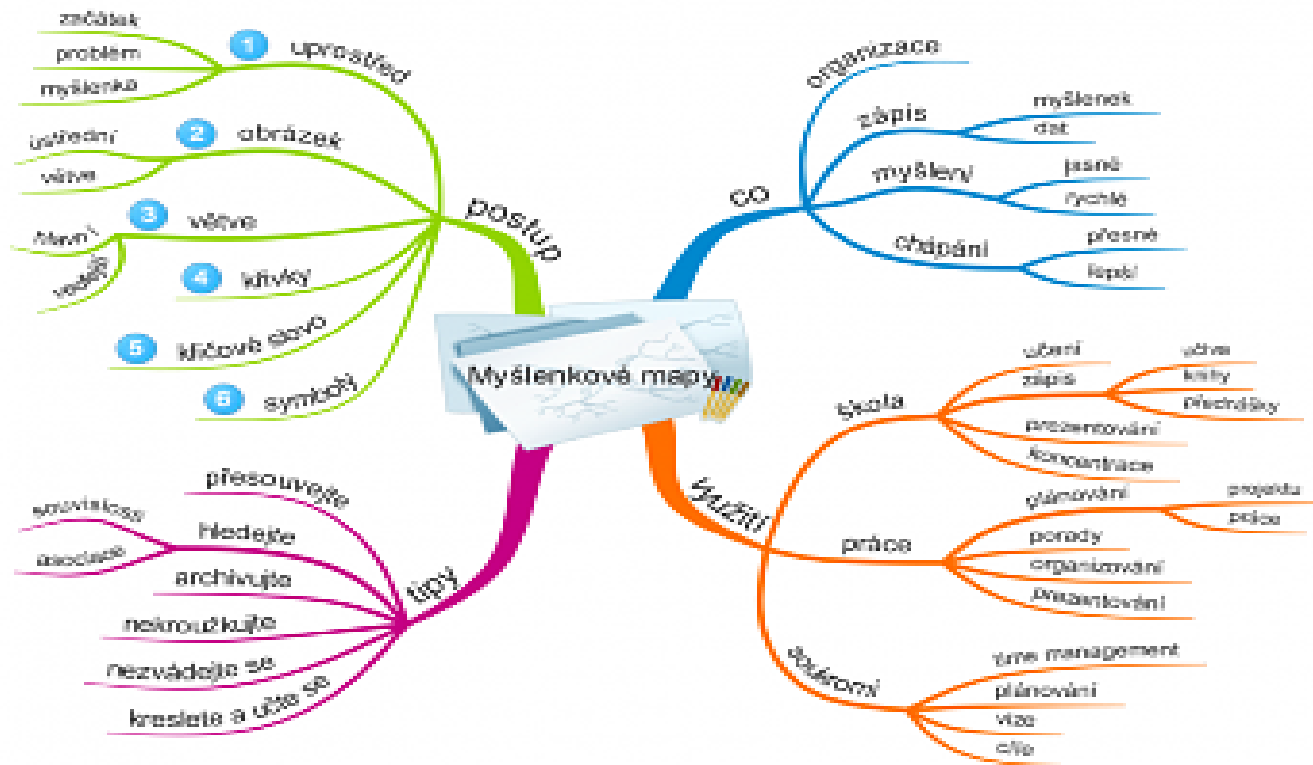 Myšlenkové mapy
postup
1 uprostřed
začátek
problém
myšlenka
2 obrázek
ústřední
větve
3 větve
hlavní
vedlejší
4 křivky
5 klíčové slovo
6 symboly
co
organizace
zápis
myšlenek
dat
myšlení
jasné
rychlé
chápání
přesné
lepší
využití
škola
učení
zápis
učiva
knihy
přednášky
prezentování
koncentrace
práce
plánování
projektu
práce
porady
organizování
prezentování
soukromí
time management
plánování
vize
cíle
tipy
přesouvejte
hledejte
souvislosti
asociace
archivujte
nekroužkujte
kreslete a učte se